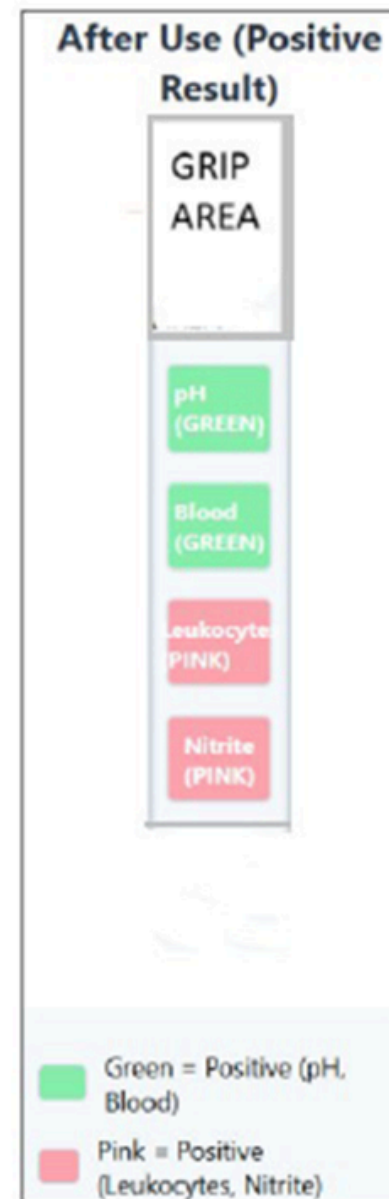 After Use (Positive
Result)
GRIP
AREA
pH
(GREEN)
Blood
(GREEN)
Leukocytes
(PINK)
Nitrite
(PINK)
Green = Positive (pH,
Blood)
Pink = Positive
(Leukocytes, Nitrite)